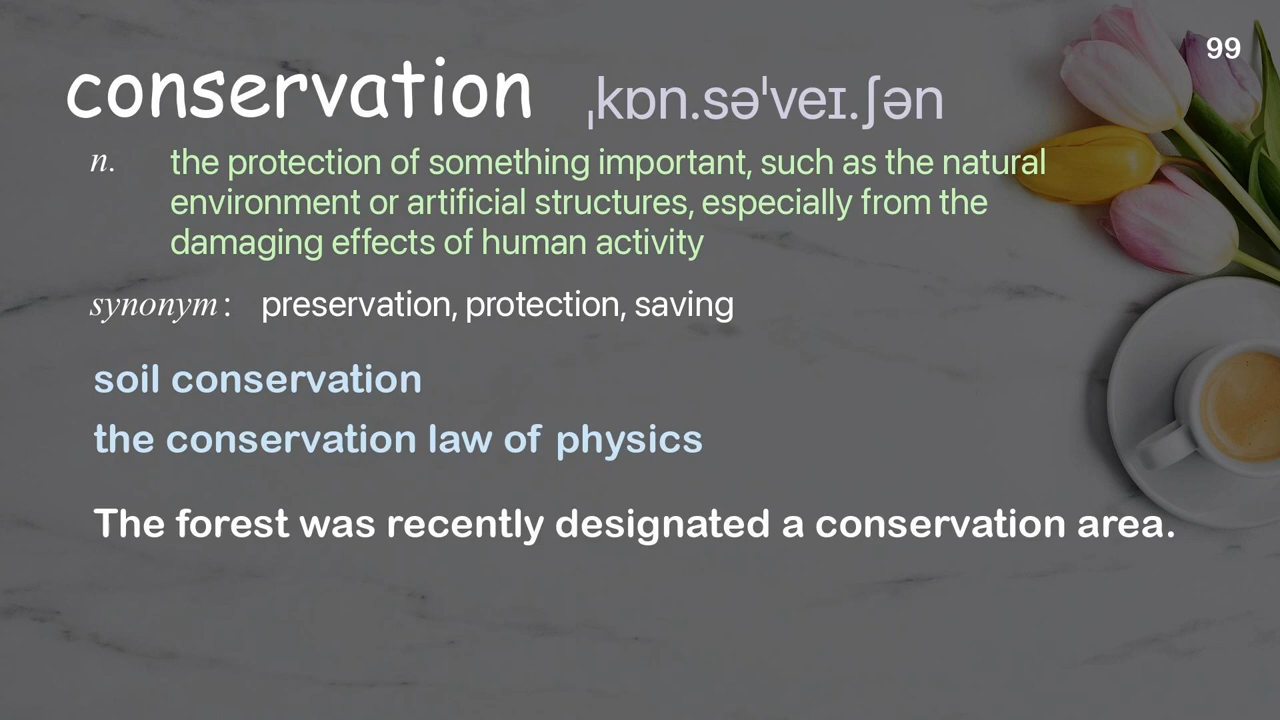 99
conservation ˌkɒn.səˈveɪ.ʃən
n. the protection of something important, such as the natural
environment or artificial structures, especially from the
damaging effects of human activity
synonym: preservation, protection, saving
soil conservation
the conservation law of physics
The forest was recently designated a conservation area.